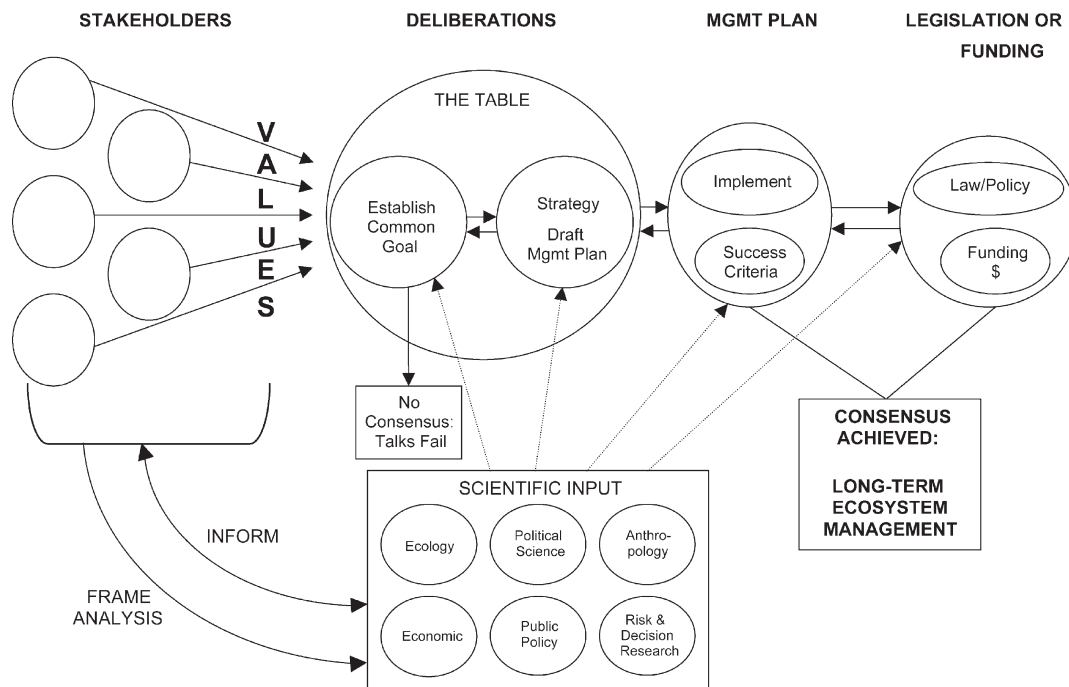 STAKEHOLDERS
DELIBERATIONS
MGMT PLAN
LEGISLATION OR
FUNDING
VALUES
THE TABLE
Establish
Common
Goal
Strategy
Draft
Mgmt Plan
Implement
Success
Criteria
Law/Policy
Funding
$
No
Consensus:
Talks Fail
CONSENSUS
ACHIEVED:
LONG-TERM
ECOSYSTEM
MANAGEMENT
INFORM
FRAME
ANALYSIS
SCIENTIFIC INPUT
Ecology
Political
Science
Anthro-
pology
Economic
Public
Policy
Risk &
Decision
Research